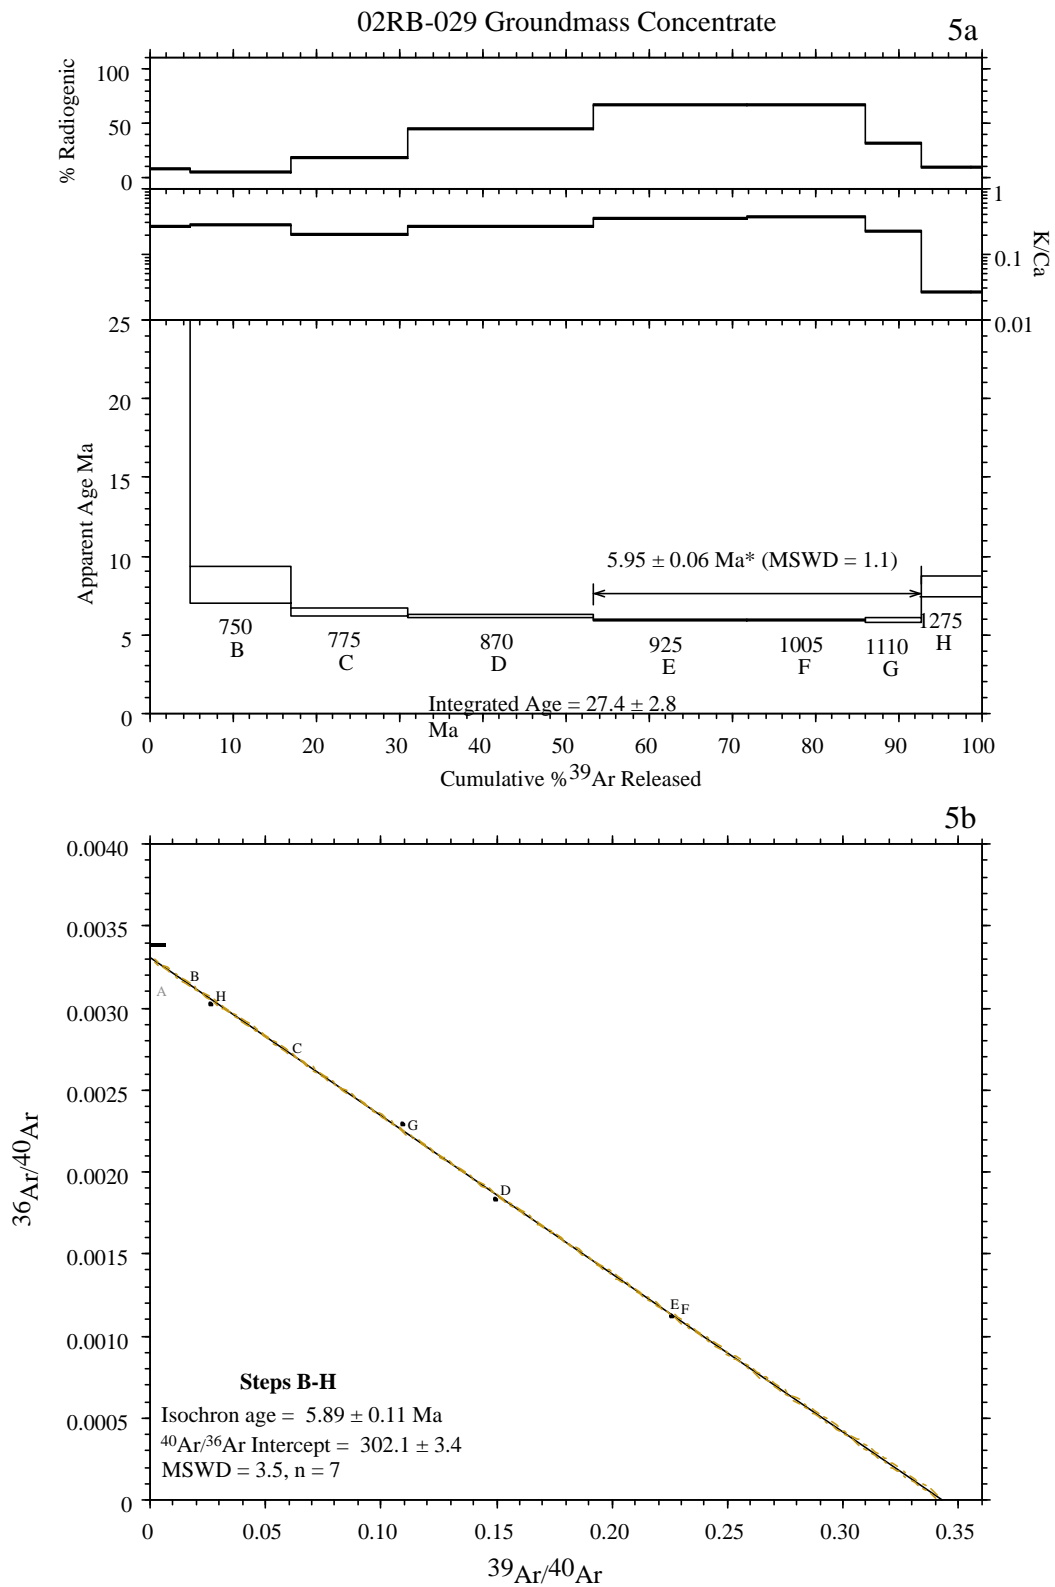 02RB-029 Groundmass Concentrate
5a
100
50
0
% Radiogenic
1
0.1
0.01
K/Ca
25
20
15
10
5
0
Apparent Age Ma
5.95 ± 0.06 Ma* (MSWD = 1.1)
750
B
775
C
870
D
925
E
1005
F
1110
G
1275
H
Integrated Age = 27.4 ± 2.8
Ma
0 10 20 30 40 50 60 70 80 90 100
Cumulative % 39Ar Released
5b
0.0040
0.0035
0.0030
0.0025
0.0020
0.0015
0.0010
0.0005
0
36Ar/40Ar
A
B
H
C
G
D
E F
Steps B-H
Isochron age = 5.89 ± 0.11 Ma
40Ar/36Ar Intercept = 302.1 ± 3.4
MSWD = 3.5, n = 7
0 0.05 0.10 0.15 0.20 0.25 0.30 0.35
39Ar/40Ar